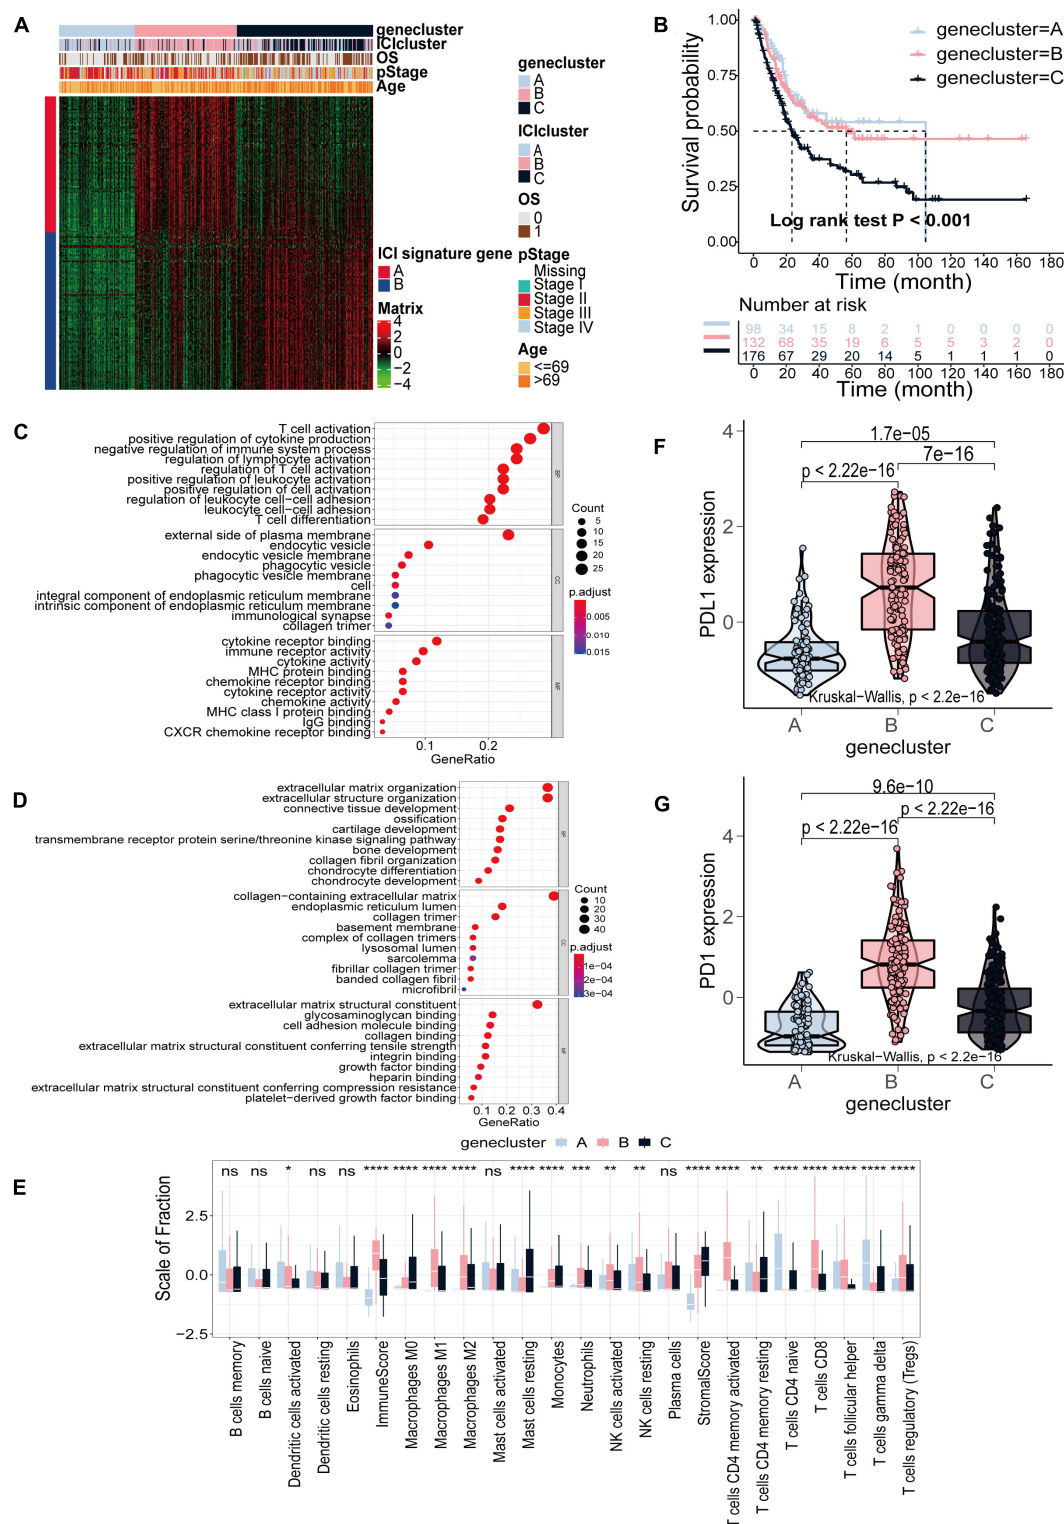 A
genecluster
ICIcluster
OS
pStage
Age
genecluster
A
B
C
ICIcluster
A
B
C
OS
0
1
ICI signature gene
A
B
pStage
Missing
Stage I
Stage II
Stage III
Stage IV
Matrix
4
2
0
−2
−4
Age
<=69
>69
B
Survival probability
1.00
0.75
0.50
0.25
0.00
genecluster=A
genecluster=B
genecluster=C
Log rank test P < 0.001
0 20 40 60 80 100 120 140 160 180
Time (month)
Number at risk
98 34 15 8 2 1 0 0 0 0
132 68 35 19 6 5 5 3 2 0
176 67 29 20 14 5 1 1 1 0
0 20 40 60 80 100 120 140 160 180
Time (month)
C
T cell activation
positive regulation of cytokine production
negative regulation of immune system process
regulation of lymphocyte activation
regulation of T cell activation
positive regulation of leukocyte activation
positive regulation of cell activation
regulation of leukocyte cell−cell adhesion
leukocyte cell−cell adhesion
T cell differentiation
BP
external side of plasma membrane
endocytic vesicle
endocytic vesicle membrane
phagocytic vesicle
phagocytic vesicle membrane
cell
integral component of endoplasmic reticulum membrane
intrinsic component of endoplasmic reticulum membrane
immunological synapse
collagen trimer
CC
cytokine receptor binding
immune receptor activity
cytokine activity
MHC protein binding
chemokine receptor binding
cytokine receptor activity
chemokine activity
MHC class I protein binding
IgG binding
CXCR chemokine receptor binding
MF
0.1 0.2
GeneRatio
Count
5
10
15
20
25
p.adjust
0.005
0.010
0.015
D
extracellular matrix organization
extracellular structure organization
connective tissue development
ossification
cartilage development
transmembrane receptor protein serine/threonine kinase signaling pathway
bone development
collagen fibril organization
chondrocyte differentiation
chondrocyte development
BP
collagen−containing extracellular matrix
endoplasmic reticulum lumen
collagen trimer
basement membrane
complex of collagen trimers
lysosomal lumen
sarcolemma
fibrillar collagen trimer
banded collagen fibril
microfibril
CC
extracellular matrix structural constituent
glycosaminoglycan binding
cell adhesion molecule binding
collagen binding
extracellular matrix structural constituent conferring tensile strength
integrin binding
growth factor binding
heparin binding
extracellular matrix structural constituent conferring compression resistance
platelet−derived growth factor binding
MF
0.1 0.2 0.3 0.4
GeneRatio
Count
10
20
30
40
p.adjust
1e−04
2e−04
3e−04
F
PDL1 expression
4
2
0
1.7e−05
7e−16
p < 2.22e−16
Kruskal−Wallis, p < 2.2e−16
A B C
genecluster
G
PD1 expression
4
2
0
9.6e−10
p < 2.22e−16
p < 2.22e−16
Kruskal−Wallis, p < 2.2e−16
A B C
genecluster
E
genecluster A B C
Scale of Fraction
2.5
0.0
−2.5
ns ns * ns ns **** **** **** **** ns **** **** *** ** ** ns **** **** ** **** **** **** **** ****
B cells memory
B cells naive
Dendritic cells activated
Dendritic cells resting
Eosinophils
ImmuneScore
Macrophages M0
Macrophages M1
Macrophages M2
Mast cells activated
Mast cells resting
Monocytes
Neutrophils
NK cells activated
NK cells resting
Plasma cells
StromalScore
T cells CD4 memory activated
T cells CD4 memory resting
T cells CD4 naive
T cells CD8
T cells follicular helper
T cells gamma delta
T cells regulatory (Tregs)